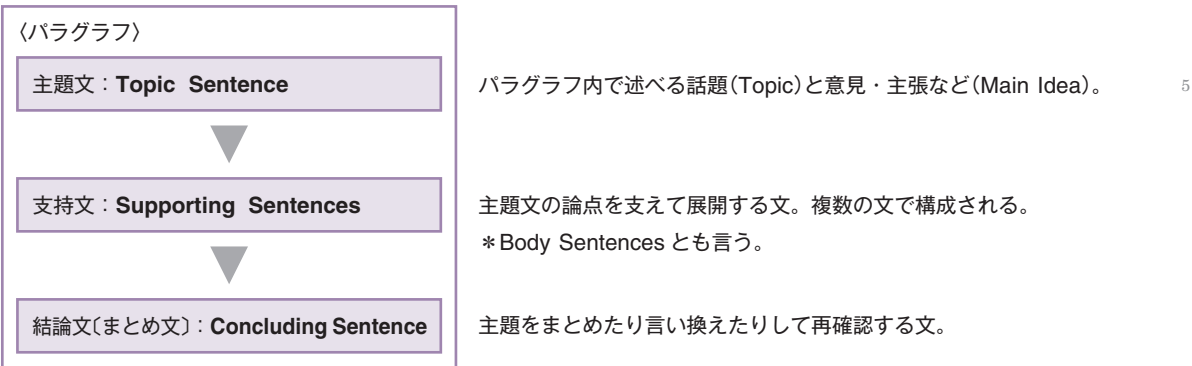 〈パラグラフ〉
主題文：Topic Sentence
パラグラフ内で述べる話題(Topic)と意見・主張など(Main Idea)。
5
支持文：Supporting Sentences
主題文の論点を支えて展開する文。複数の文で構成される。
＊Body Sentences とも言う。
結論文〔まとめ文〕：Concluding Sentence
主題をまとめたり言い換えたりして再確認する文。